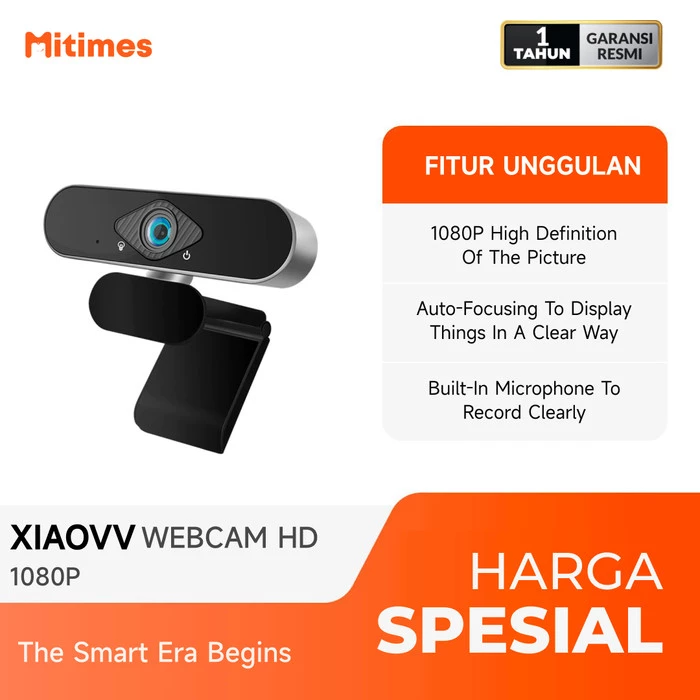 Mitimes
1 TAHUN
GARANSI
RESMI
FITUR UNGGULAN
1080P High Definition
Of The Picture
Auto-Focusing To Display
Things In A Clear Way
Built-In Microphone To
Record Clearly
XIAOVV WEBCAM HD
1080P
HARGA
SPESIAL
The Smart Era Begins